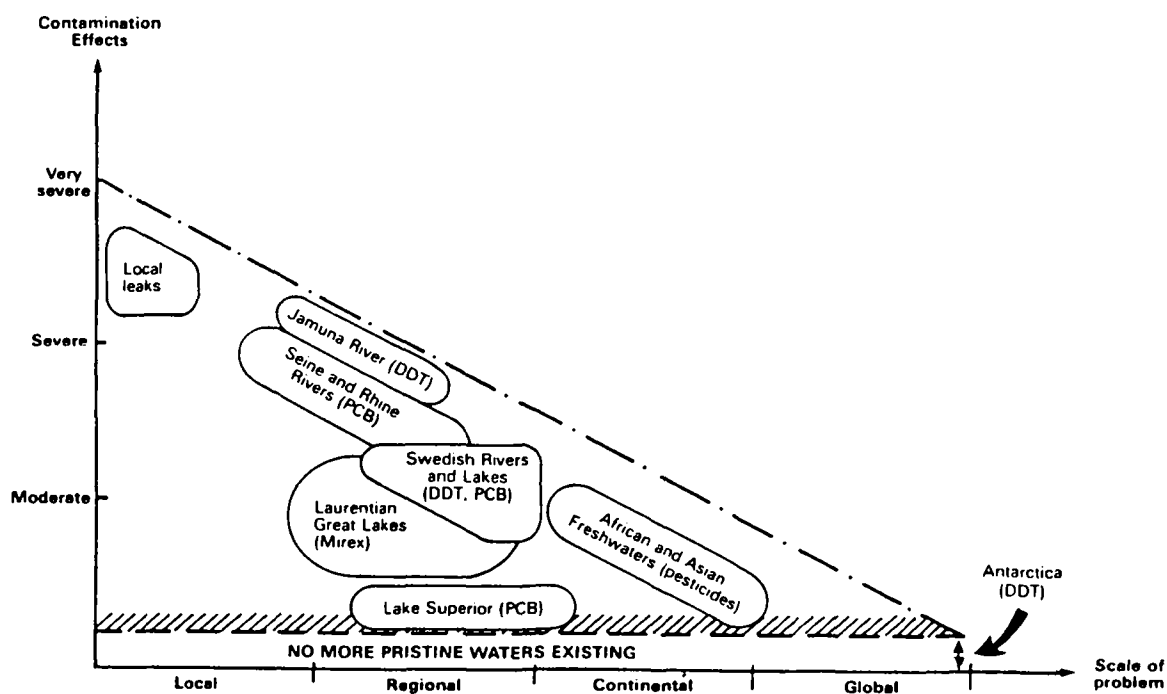 Contamination
Effects
Very
severe
Local
leaks
Severe
Jamuna River (DDT)
Seine and Rhine
Rivers (PCB)
Swedish Rivers
and Lakes
(DDT, PCB)
Moderate
Laurentian
Great Lakes
(Mirex)
African and Asian
Freshwaters (pesticides)
Antarctica
(DDT)
Lake Superior (PCB)
NO MORE PRISTINE WATERS EXISTING
Local
Regional
Continental
Global
Scale of
problem